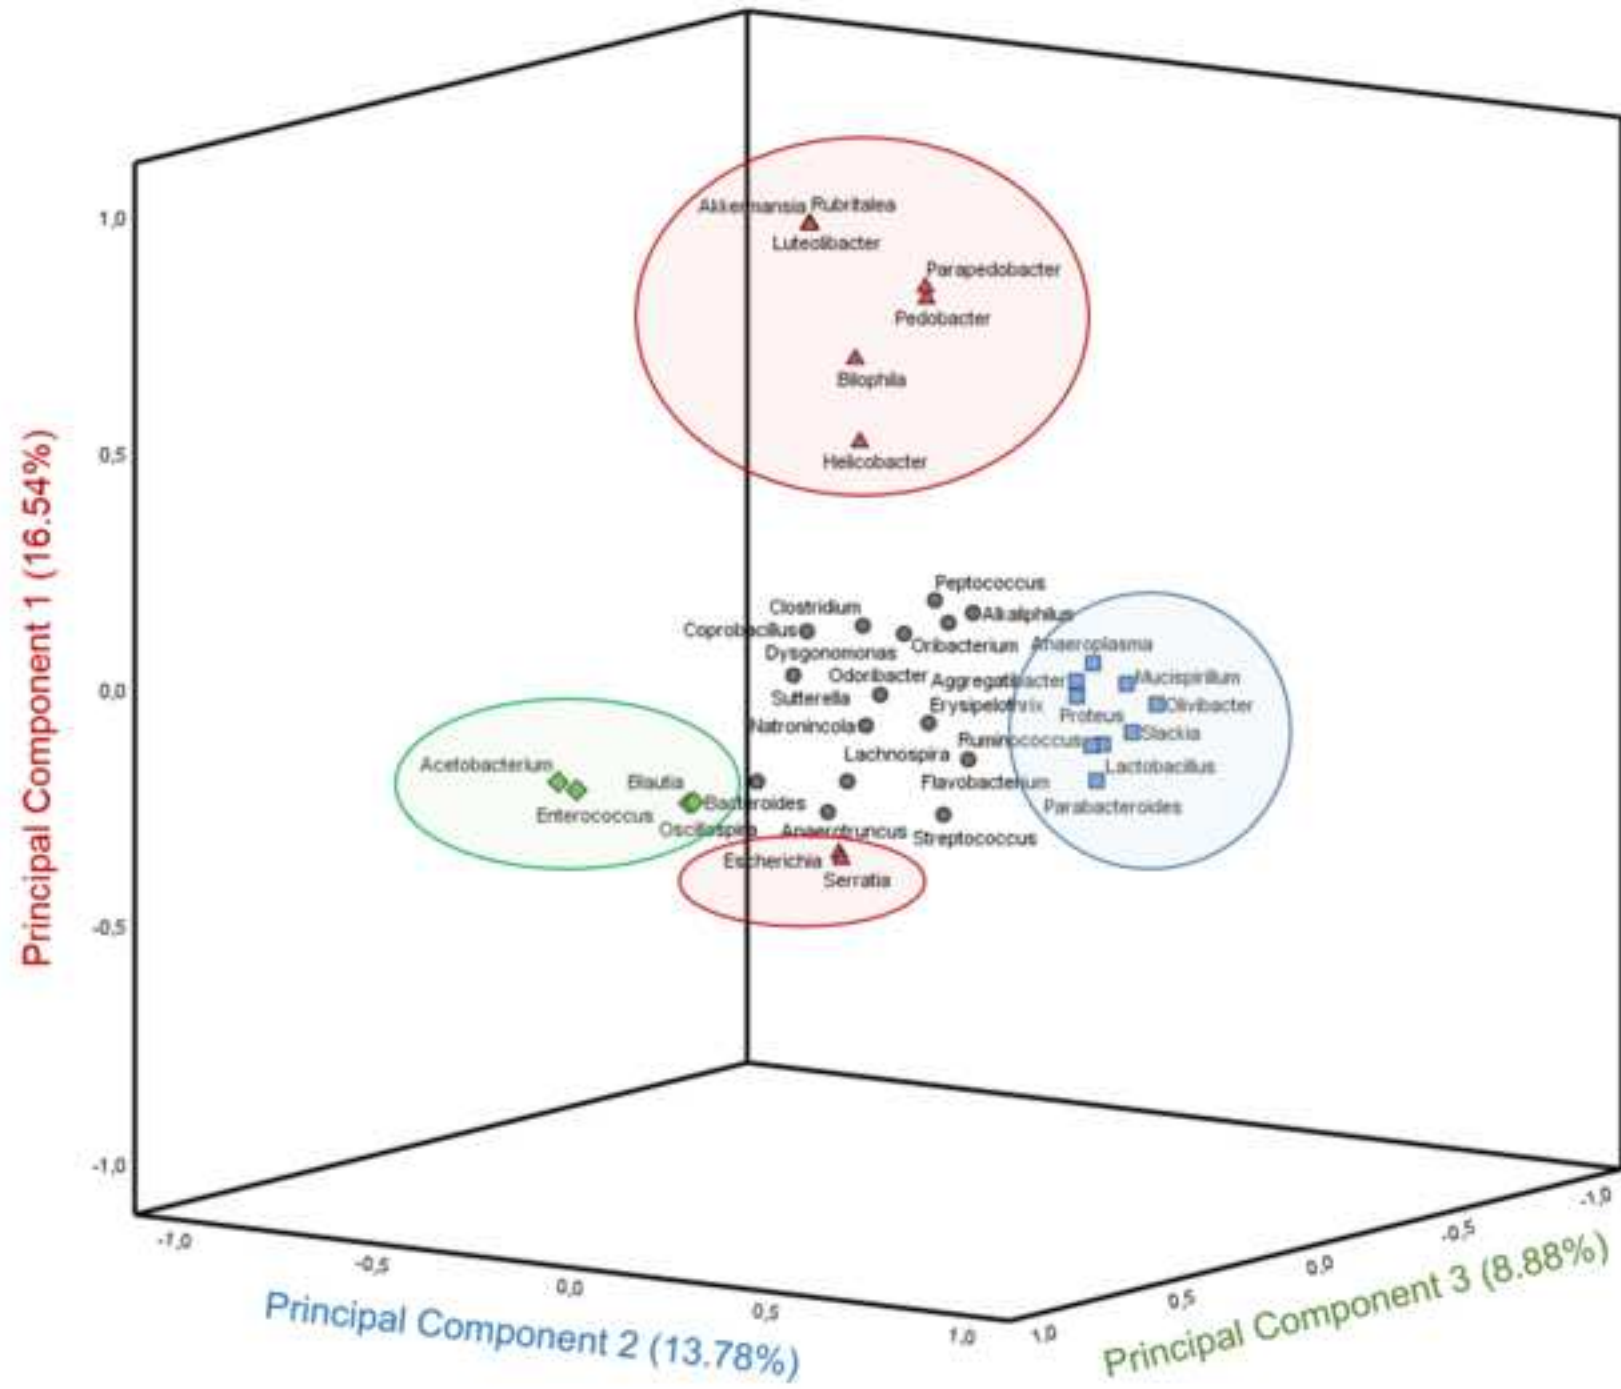 1,0
0,5
0,0
-0,5
-1,0
Principal Component 1 (16.54%)
Akkermansia Rubritalea
Luteolibacter
Parapedobacter
Pedobacter
Bilophila
Helicobacter
Peptococcus
Clostridium
Alkaliphilus
Coprobacillus
Oribacterium
Anaeroplasma
Dysgonomonas
Odoribacter
Aggregatibacter
Mucispirillum
Sutterella
Erysipelothrix
Olivibacter
Proteus
Natronincola
Slackia
Ruminococcus
Lachnospira
Lactobacillus
Acetobacterium
Blautia
Flavobacterium
Bacteroides
Parabacteroides
Enterococcus
Oscillospira
Anaerotruncus
Streptococcus
Escherichia
Serratia
-1,0
-0,5
0,0
0,5
1,0
Principal Component 2 (13.78%)
1,0
0,5
0,0
-0,5
-1,0
Principal Component 3 (8.88%)